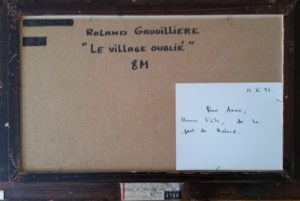 ROLAND GAUDILLIERE
"LE VILLAGE OUBLIÉ"
8M
Pour Anne,
Bonne Fête, de la
part de Roland.